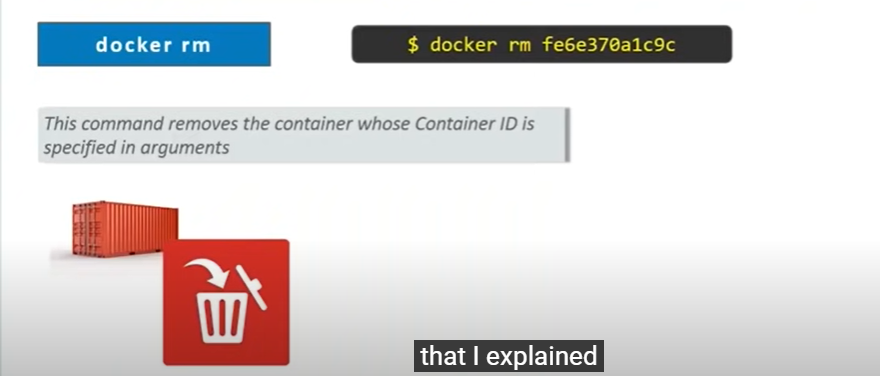 docker rm
$ docker rm fe6e370a1c9c
This command removes the container whose Container ID is
specified in arguments
that I explained